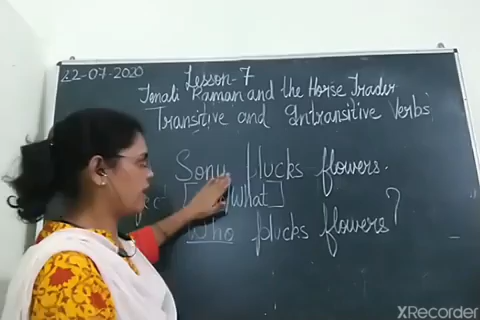 22-07-2020
Lesson-7
Tenali Raman and the Horse Trader
Transitive and Intransitive Verbs
Sonu plucks flowers.
What
Who plucks flowers?
XRecorder